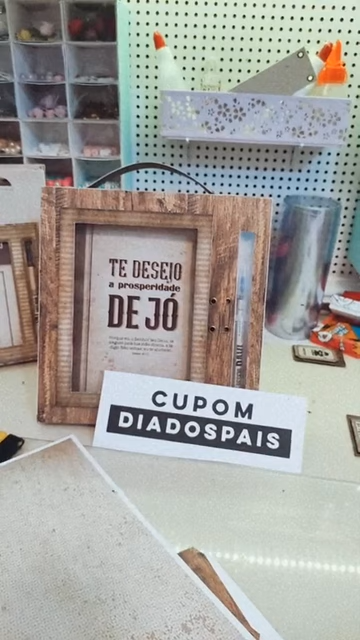 TE DESEJO
a prosperidade
DE JÓ
CUPOM
DIADOSPAIS